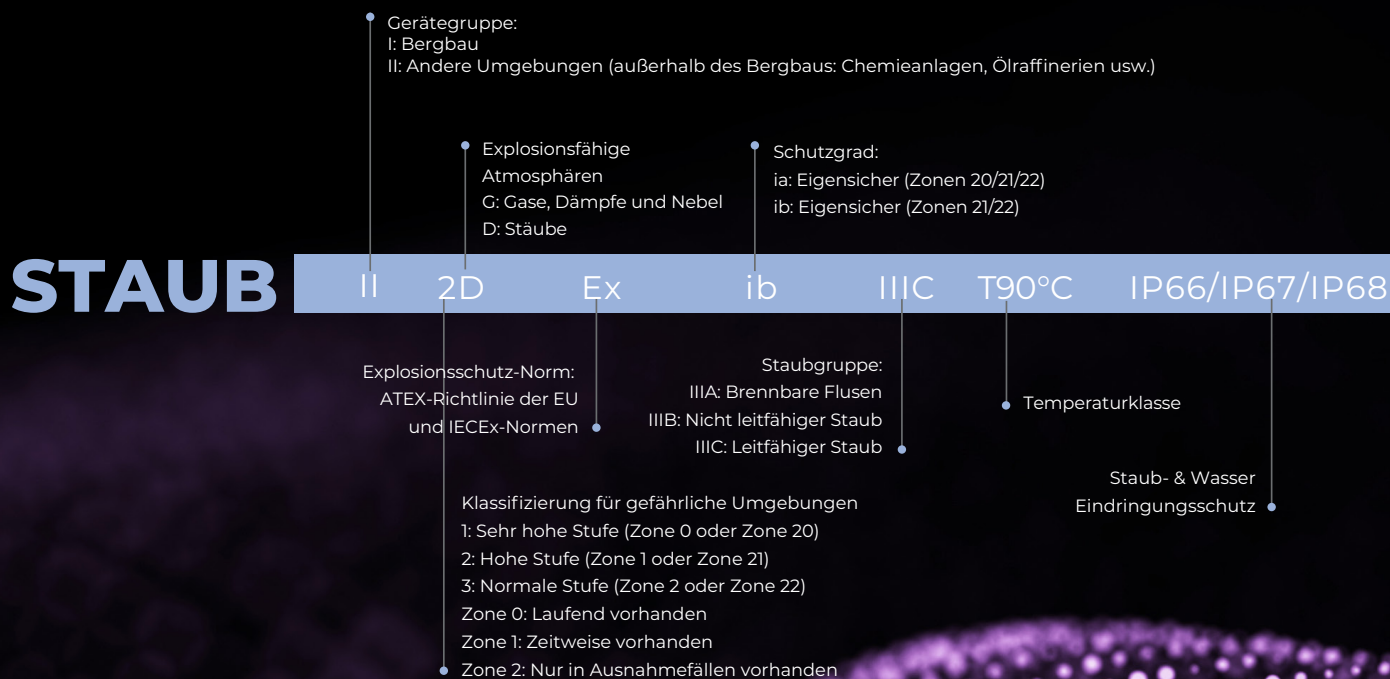 Gerätegruppe:
I: Bergbau
II: Andere Umgebungen (außerhalb des Bergbaus: Chemieanlagen, Ölraffinerien usw.)
Explosionsfähige
Atmosphären
G: Gase, Dämpfe und Nebel
D: Stäube
Schutzgrad:
ia: Eigensicher (Zonen 20/21/22)
ib: Eigensicher (Zonen 21/22)
STAUB II 2D Ex ib IIIC T90°C IP66/IP67/IP68
Explosionsschutz-Norm:
ATEX-Richtlinie der EU
und IECEx-Normen
Staubgruppe:
IIIA: Brennbare Flusen
IIIB: Nicht leitfähiger Staub
IIIC: Leitfähiger Staub
Temperaturklasse
Staub- & Wasser
Eindringungsschutz
Klassifizierung für gefährliche Umgebungen
1: Sehr hohe Stufe (Zone 0 oder Zone 20)
2: Hohe Stufe (Zone 1 oder Zone 21)
3: Normale Stufe (Zone 2 oder Zone 22)
Zone 0: Laufend vorhanden
Zone 1: Zeitweise vorhanden
Zone 2: Nur in Ausnahmefällen vorhanden